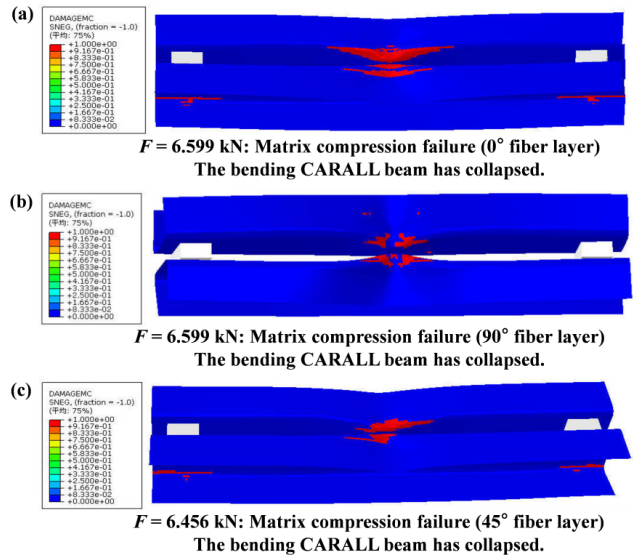 (a)
DAMAGEMC
SNEG, (fraction = -1.0)
(平均: 75%)
+1.000e+00
+9.167e-01
+8.333e-01
+7.500e-01
+6.667e-01
+5.833e-01
+5.000e-01
+4.167e-01
+3.333e-01
+2.500e-01
+1.667e-01
+8.333e-02
+0.000e+00
F = 6.599 kN: Matrix compression failure (0° fiber layer)
The bending CARALL beam has collapsed.
(b)
DAMAGEMC
SNEG, (fraction = -1.0)
(平均: 75%)
+1.000e+00
+9.167e-01
+8.333e-01
+7.500e-01
+6.667e-01
+5.833e-01
+5.000e-01
+4.167e-01
+3.333e-01
+2.500e-01
+1.667e-01
+8.333e-02
+0.000e+00
F = 6.599 kN: Matrix compression failure (90° fiber layer)
The bending CARALL beam has collapsed.
(c)
DAMAGEMC
SNEG, (fraction = -1.0)
(平均: 75%)
+1.000e+00
+9.167e-01
+8.333e-01
+7.500e-01
+6.667e-01
+5.833e-01
+5.000e-01
+4.167e-01
+3.333e-01
+2.500e-01
+1.667e-01
+8.333e-02
+0.000e+00
F = 6.456 kN: Matrix compression failure (45° fiber layer)
The bending CARALL beam has collapsed.